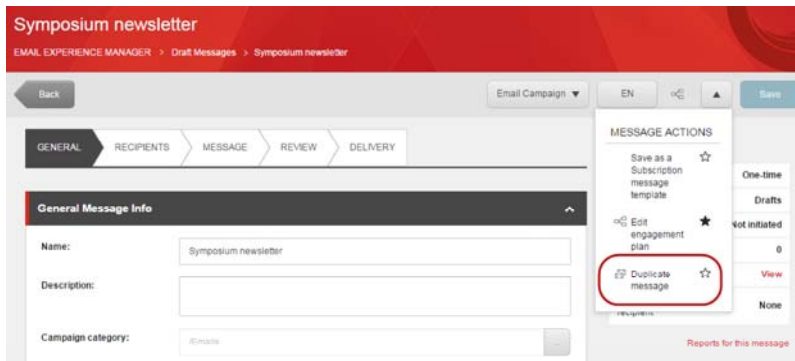 Symposium newsletter
EMAIL EXPERIENCE MANAGER > Draft Messages > Symposium newsletter
Back
Email Campaign ▼
EN
▲
Save
GENERAL
RECIPIENTS
MESSAGE
REVIEW
DELIVERY
MESSAGE ACTIONS
Save as a
Subscription
message
template
Edit
engagement
plan
Duplicate
message
One-time
Drafts
Not initiated
0
View
recipient
None
Reports for this message
General Message Info
Name:
Symposium newsletter
Description:
Campaign category:
/Emails
...